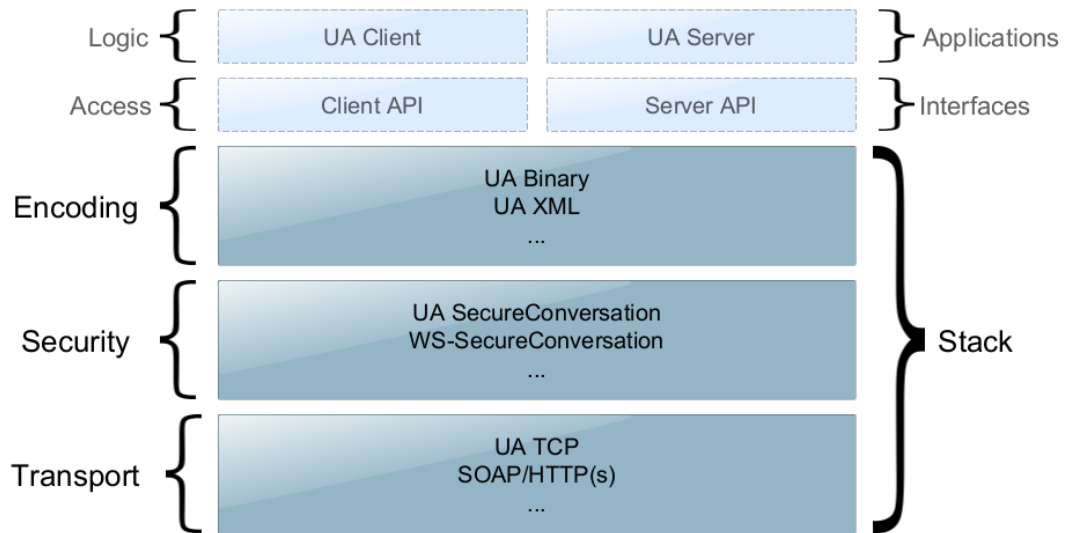 Logic
UA Client
UA Server
Applications
Access
Client API
Server API
Interfaces
Encoding
UA Binary
UA XML
...
Security
UA SecureConversation
WS-SecureConversation
...
Stack
Transport
UA TCP
SOAP/HTTP(s)
...